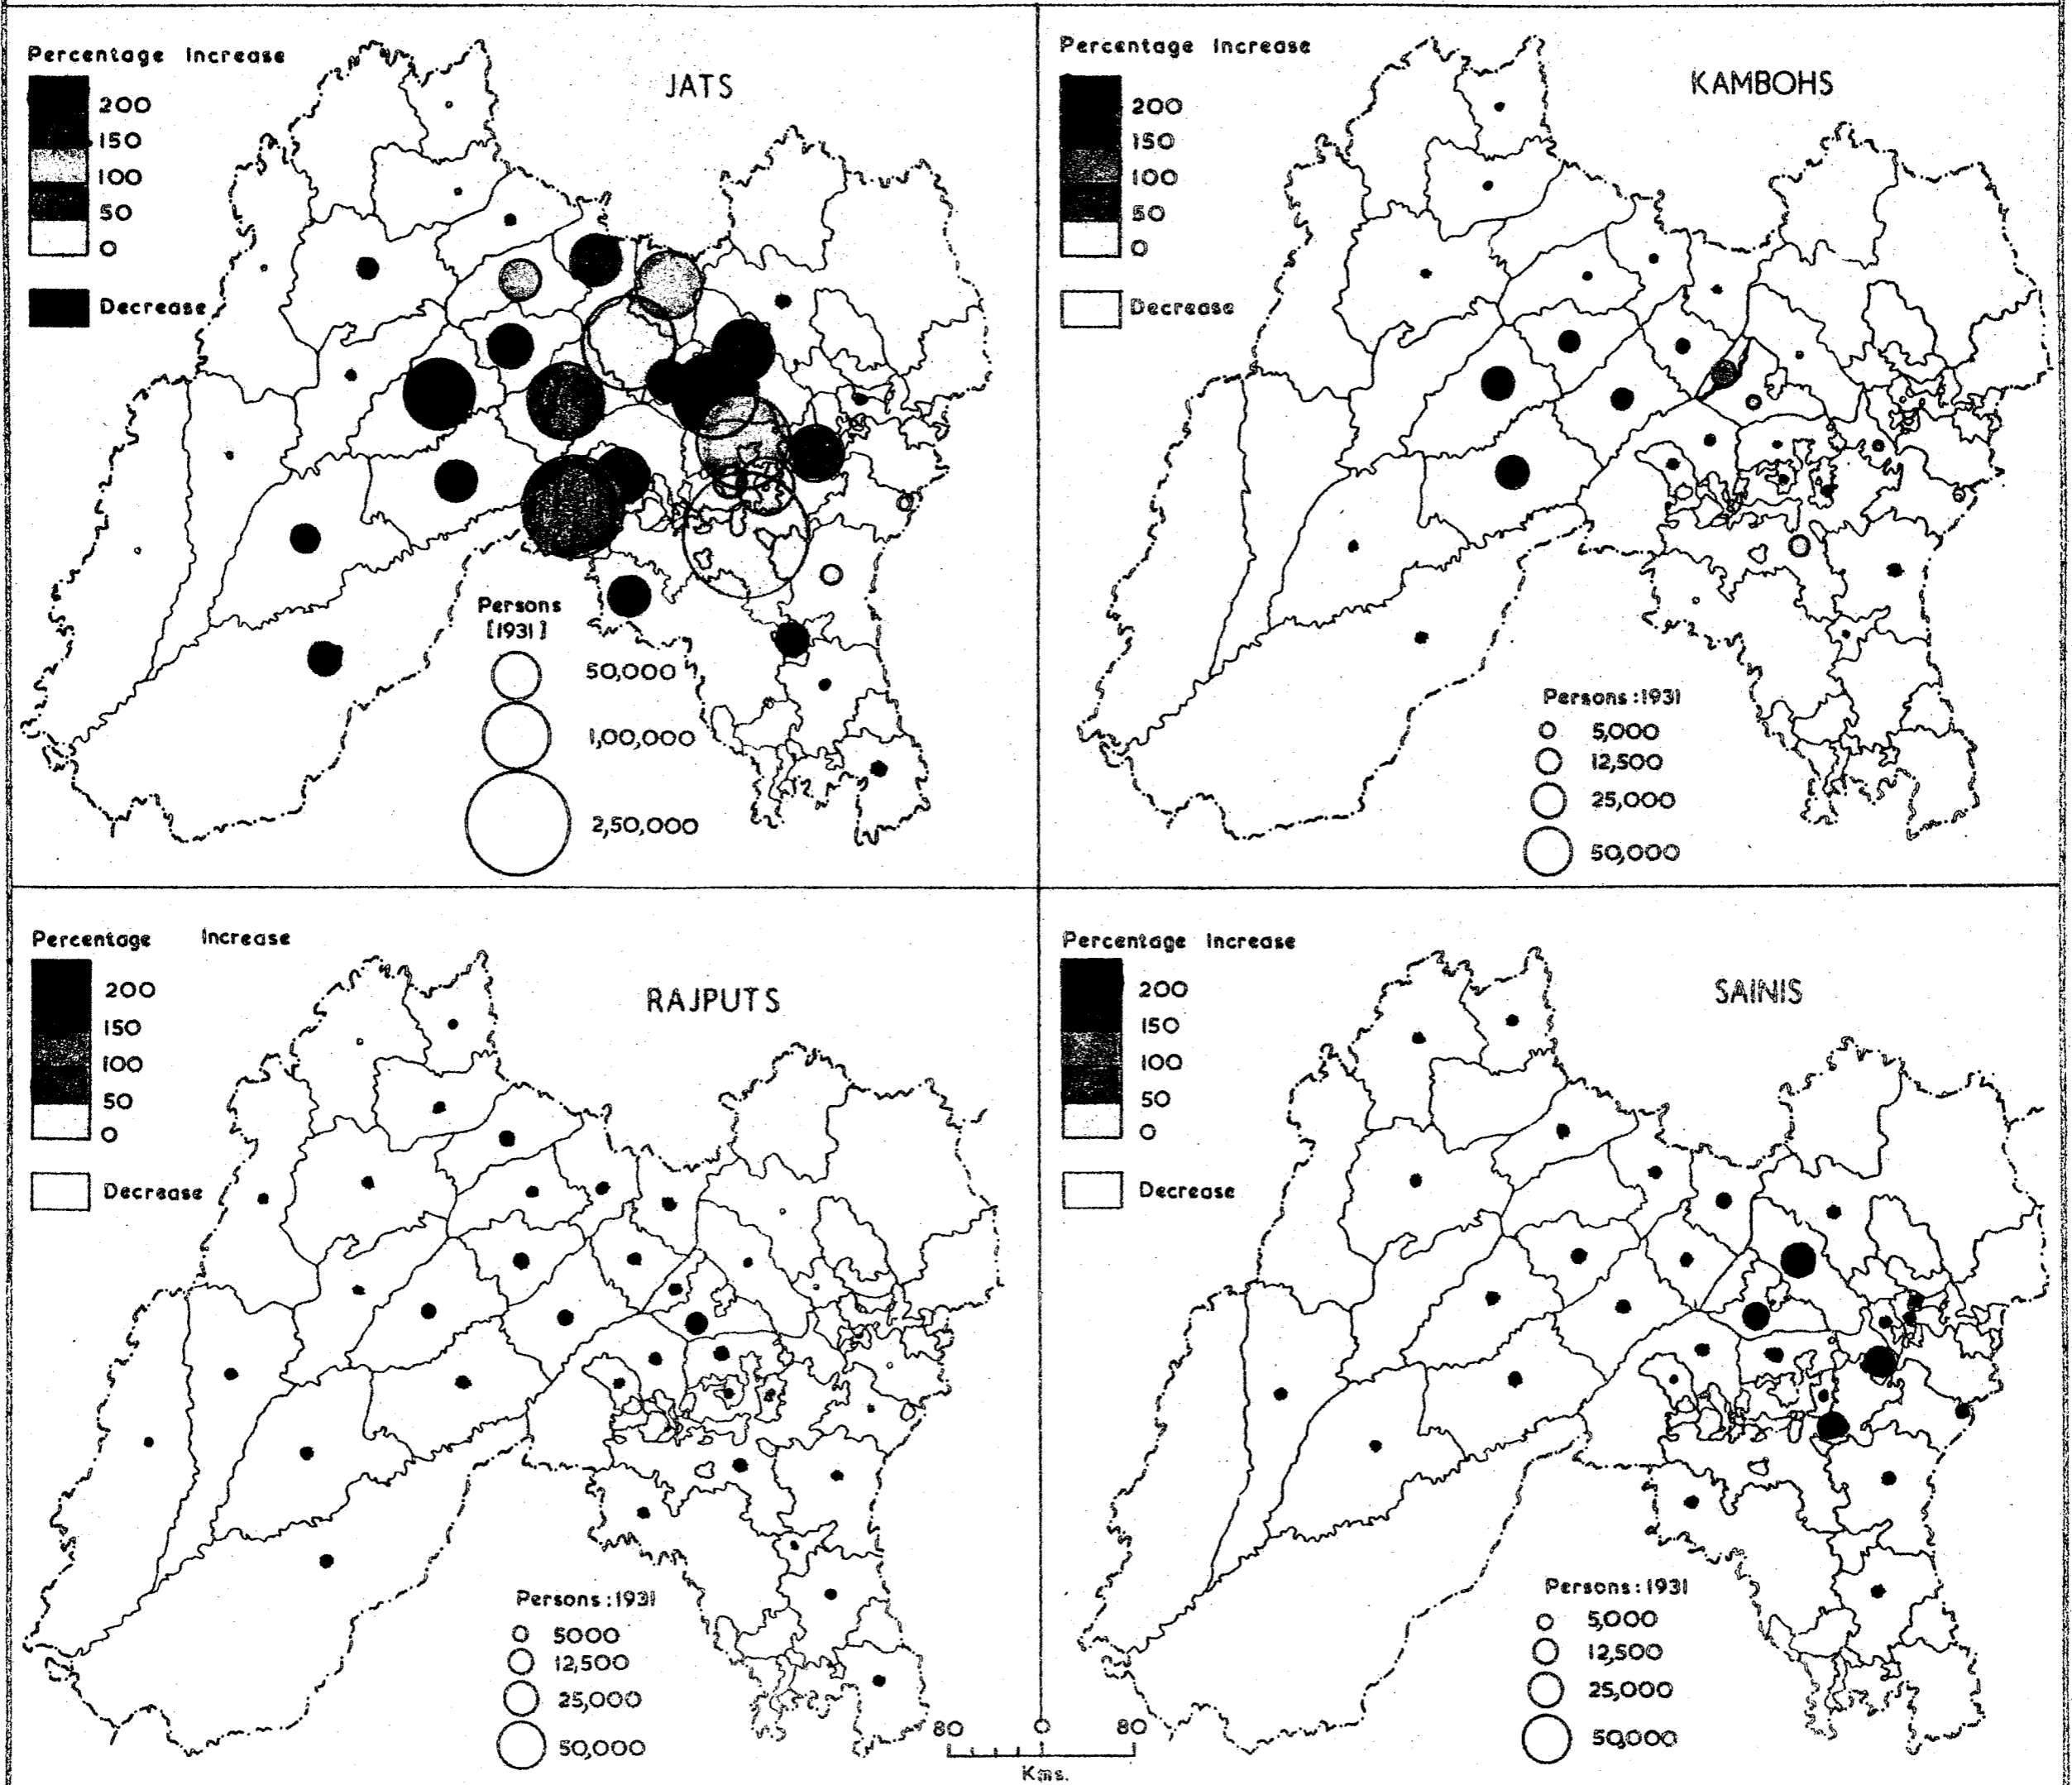 Percentage Increase
JATS
200
150
100
50
0
Decrease
Persons
[1931]
50,000
1,00,000
2,50,000
Percentage Increase
KAMBOHS
200
150
100
50
0
Decrease
Persons:1931
5,000
12,500
25,000
50,000
Percentage Increase
RAJPUTS
200
150
100
50
0
Decrease
Persons:1931
5000
12,500
25,000
50,000
Percentage Increase
SAINIS
200
150
100
50
0
Decrease
Persons:1931
5,000
12,500
25,000
50,000
80 0 80
Kms.